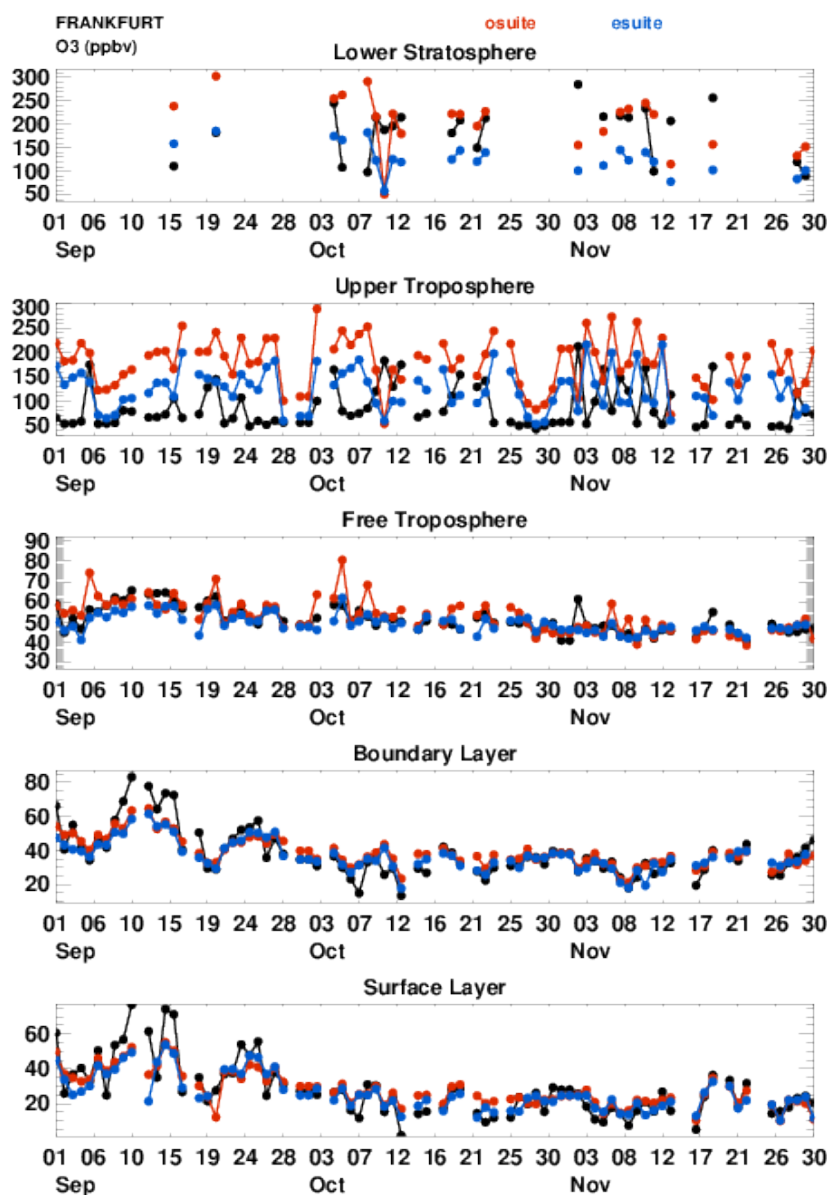 FRANKFURT osuite esuite
O3 (ppbv)
Lower Stratosphere
300
250
200
150
100
50
01 06 10 15 19 24 28 03 07 12 16 21 25 30 03 08 12 17 21 26 30
Sep Oct Nov
Upper Troposphere
300
250
200
150
100
50
01 06 10 15 19 24 28 03 07 12 16 21 25 30 03 08 12 17 21 26 30
Sep Oct Nov
Free Troposphere
90
80
70
60
50
40
30
01 06 10 15 19 24 28 03 07 12 16 21 25 30 03 08 12 17 21 26 30
Sep Oct Nov
Boundary Layer
80
60
40
20
01 06 10 15 19 24 28 03 07 12 16 21 25 30 03 08 12 17 21 26 30
Sep Oct Nov
Surface Layer
60
40
20
01 06 10 15 19 24 28 03 07 12 16 21 25 30 03 08 12 17 21 26 30
Sep Oct Nov